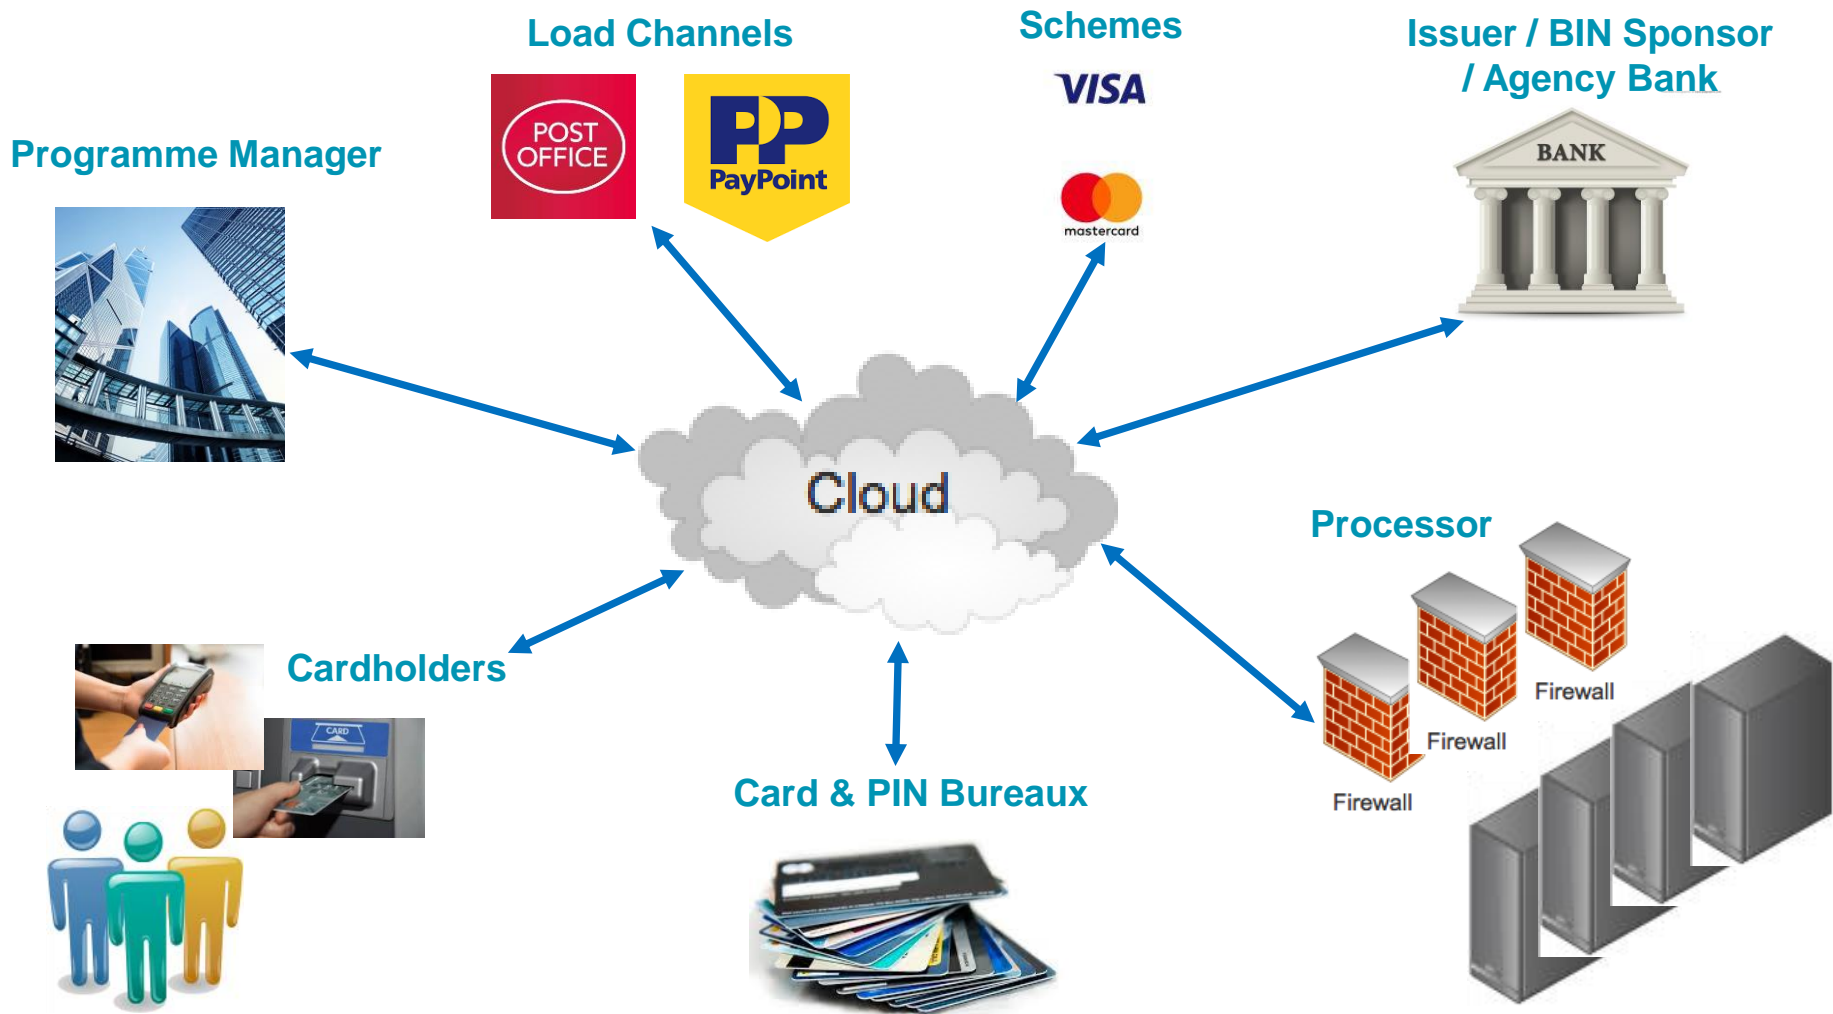 Load Channels
Schemes
Issuer / BIN Sponsor
/ Agency Bank
POST
OFFICE
PP
PayPoint
VISA
mastercard
BANK
Programme Manager
Cloud
Processor
Firewall
Firewall
Firewall
Cardholders
CARD
Card & PIN Bureaux